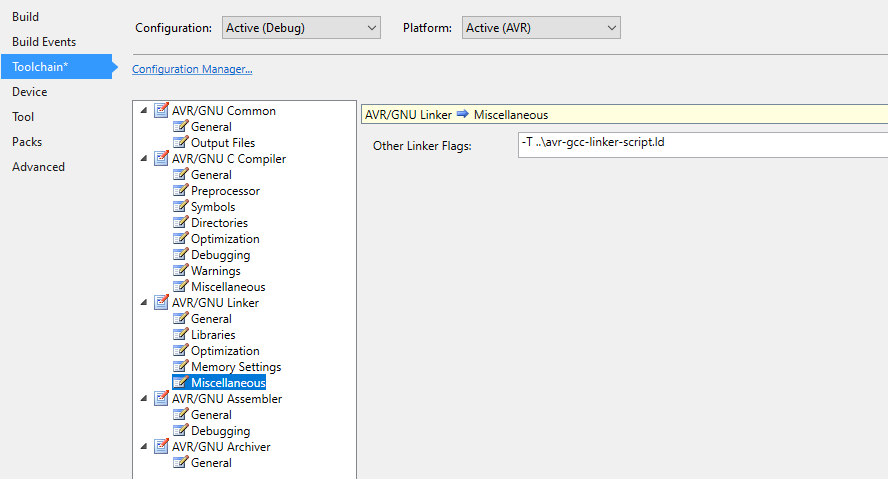 Build
Build Events
Toolchain*
Device
Tool
Packs
Advanced
Configuration: Active (Debug) Platform: Active (AVR)
Configuration Manager...
AVR/GNU Common
General
Output Files
AVR/GNU C Compiler
General
Preprocessor
Symbols
Directories
Optimization
Debugging
Warnings
Miscellaneous
AVR/GNU Linker
General
Libraries
Optimization
Memory Settings
Miscellaneous
AVR/GNU Assembler
General
Debugging
AVR/GNU Archiver
General
AVR/GNU Linker Miscellaneous
Other Linker Flags: -T ..\avr-gcc-linker-script.ld